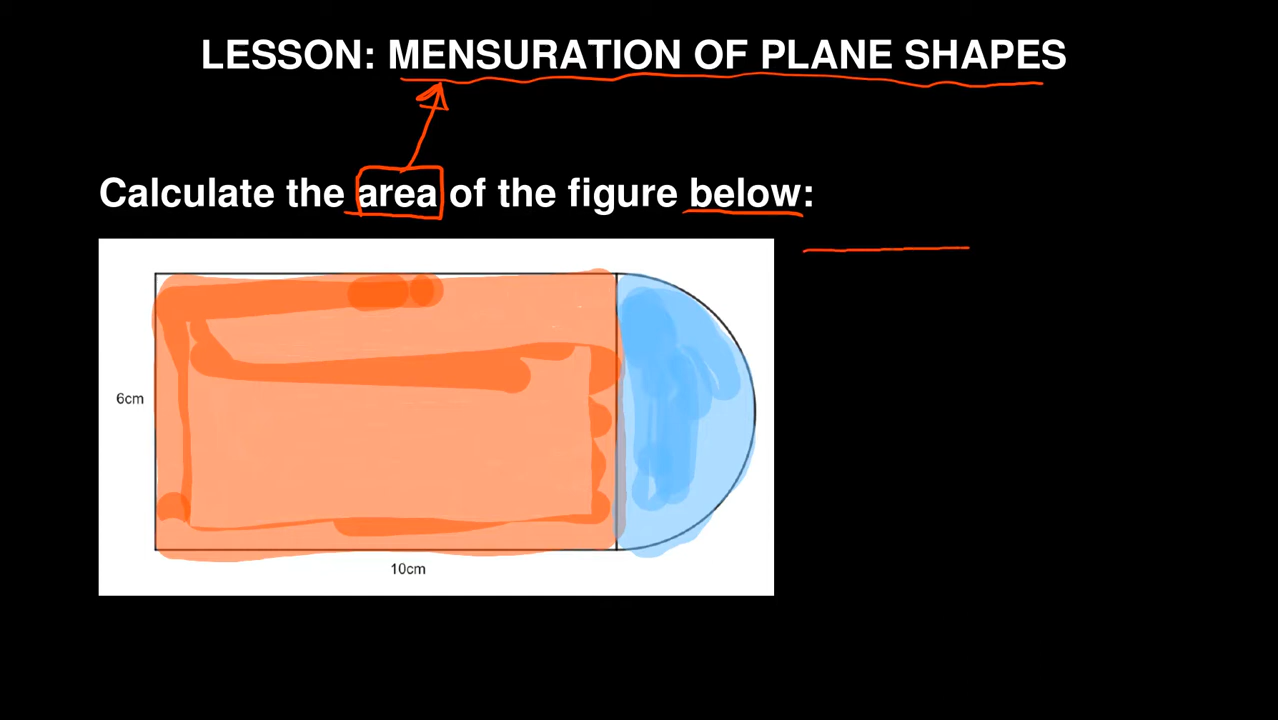 LESSON: MENSURATION OF PLANE SHAPES
Calculate the area of the figure below:
6cm
10cm